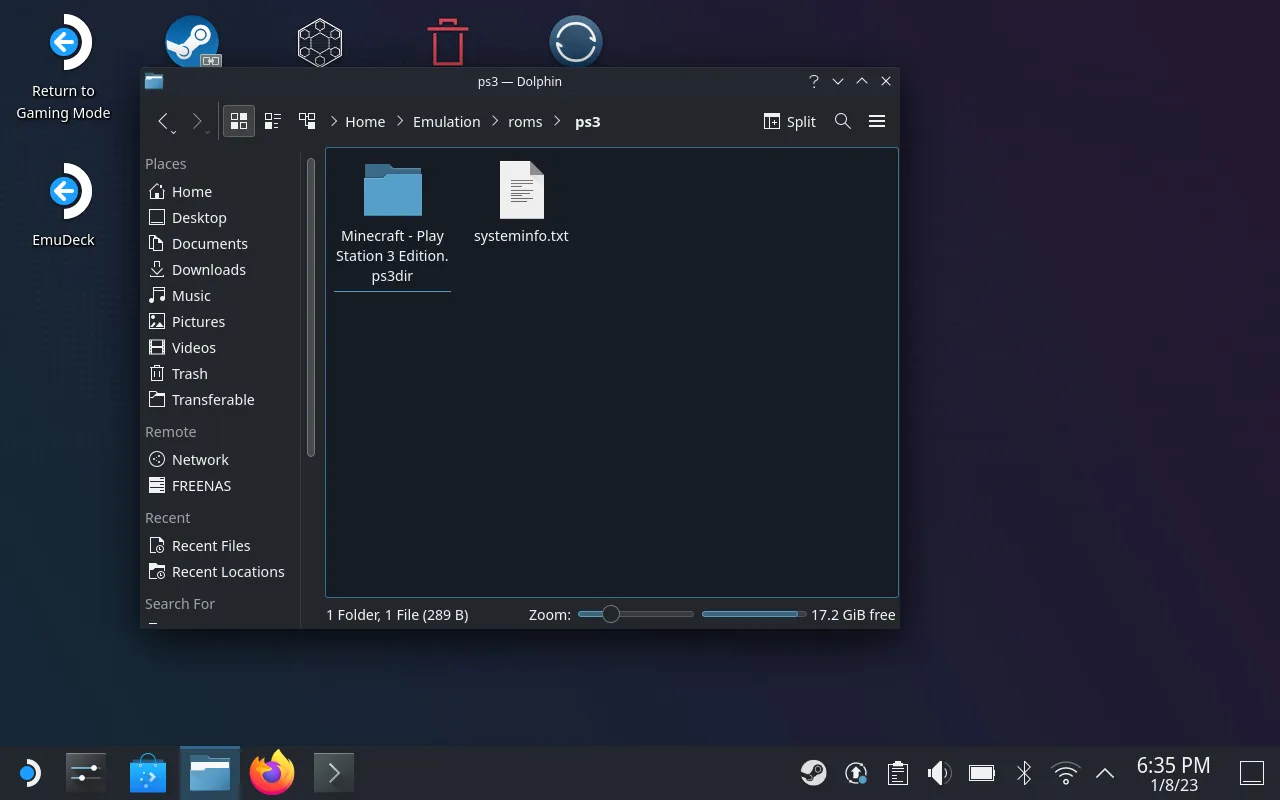 Return to
Gaming Mode
EmuDeck
ps3 — Dolphin
?
Home
Emulation
roms
ps3
Split
Places
Home
Desktop
Documents
Downloads
Music
Pictures
Videos
Trash
Transferable
Remote
Network
FREENAS
Recent
Recent Files
Recent Locations
Search For
Minecraft - Play
Station 3 Edition.
ps3dir
systeminfo.txt
1 Folder, 1 File (289 B)
Zoom:
17.2 GiB free
6:35 PM
1/8/23